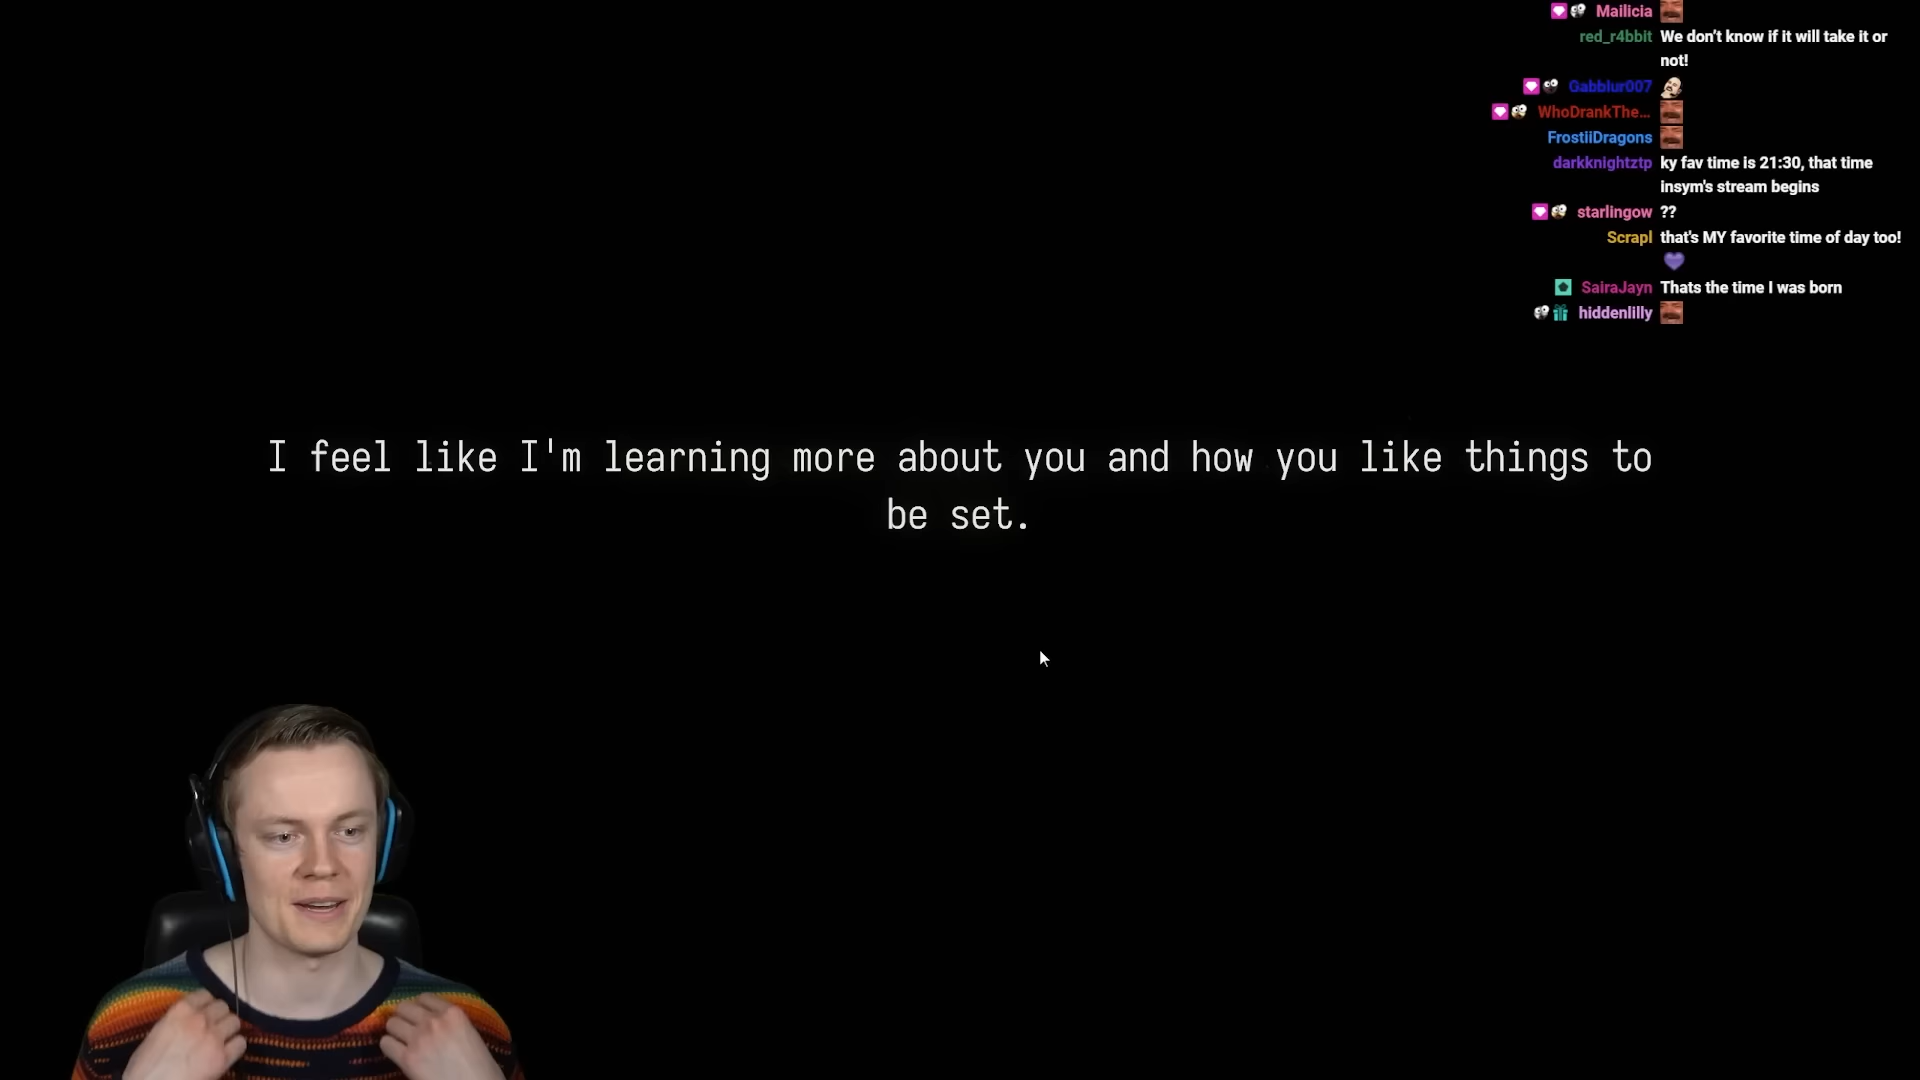 Mailicia
red_r4bbit We don't know if it will take it or
not!
Gabblur007
WhoDrankThe...
FrostiiDragons
darkknightztp ky fav time is 21:30, that time
insym's stream begins
starlingow ??
Scrapl that's MY favorite time of day too!
SairaJayn Thats the time I was born
hiddenlilly
I feel like I'm learning more about you and how you like things to
be set.